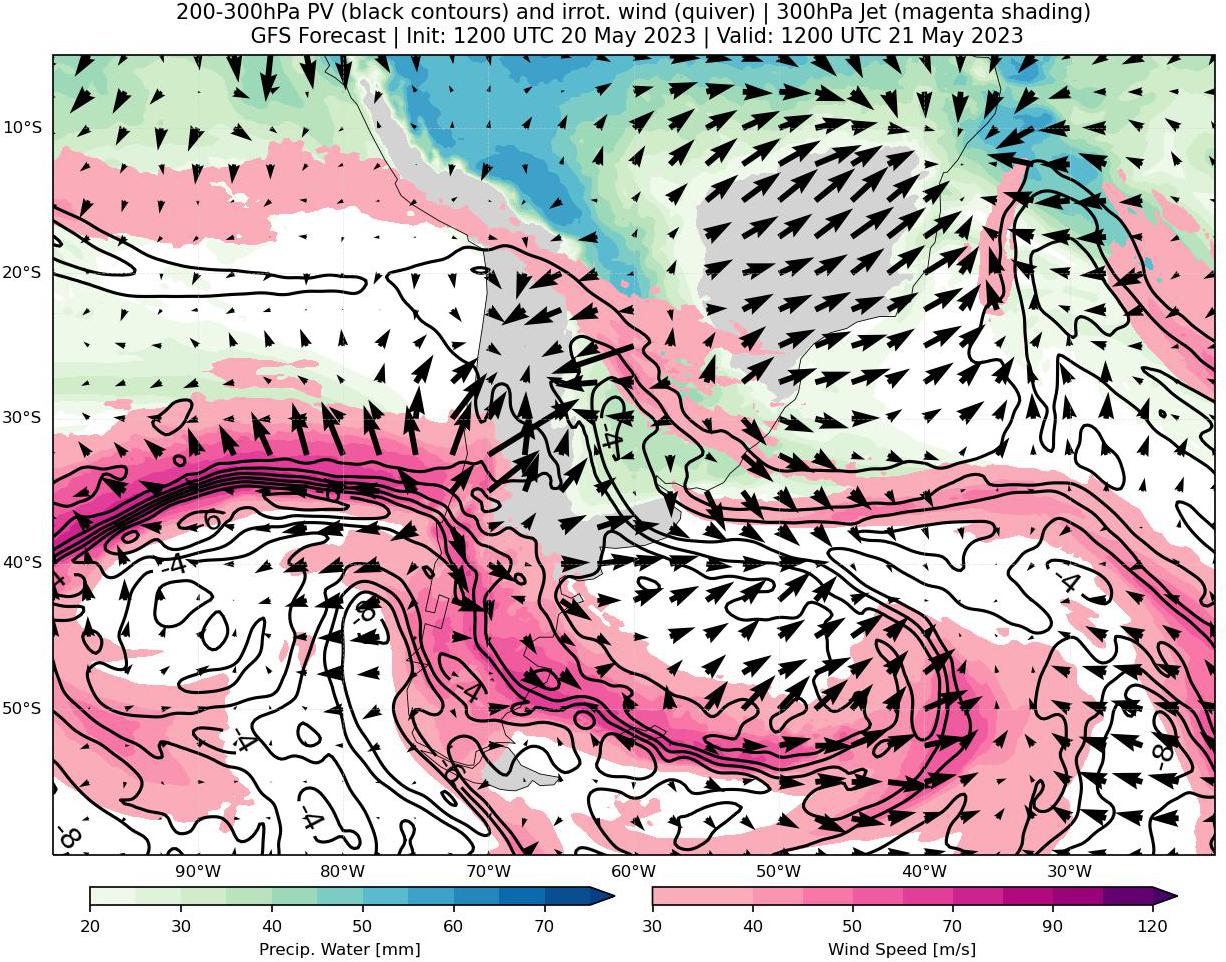 200-300hPa PV (black contours) and irrot. wind (quiver) | 300hPa Jet (magenta shading)
GFS Forecast | Init: 1200 UTC 20 May 2023 | Valid: 1200 UTC 21 May 2023
10°S
20°S
30°S
-4
-6
-6
40°S
-4
-4
-8
-4
50°S
-4
-8
-6
-4
-8
90°W 80°W 70°W 60°W 50°W 40°W 30°W
20 30 40 50 60 70
30 40 50 70 90 120
Precip. Water [mm]
Wind Speed [m/s]